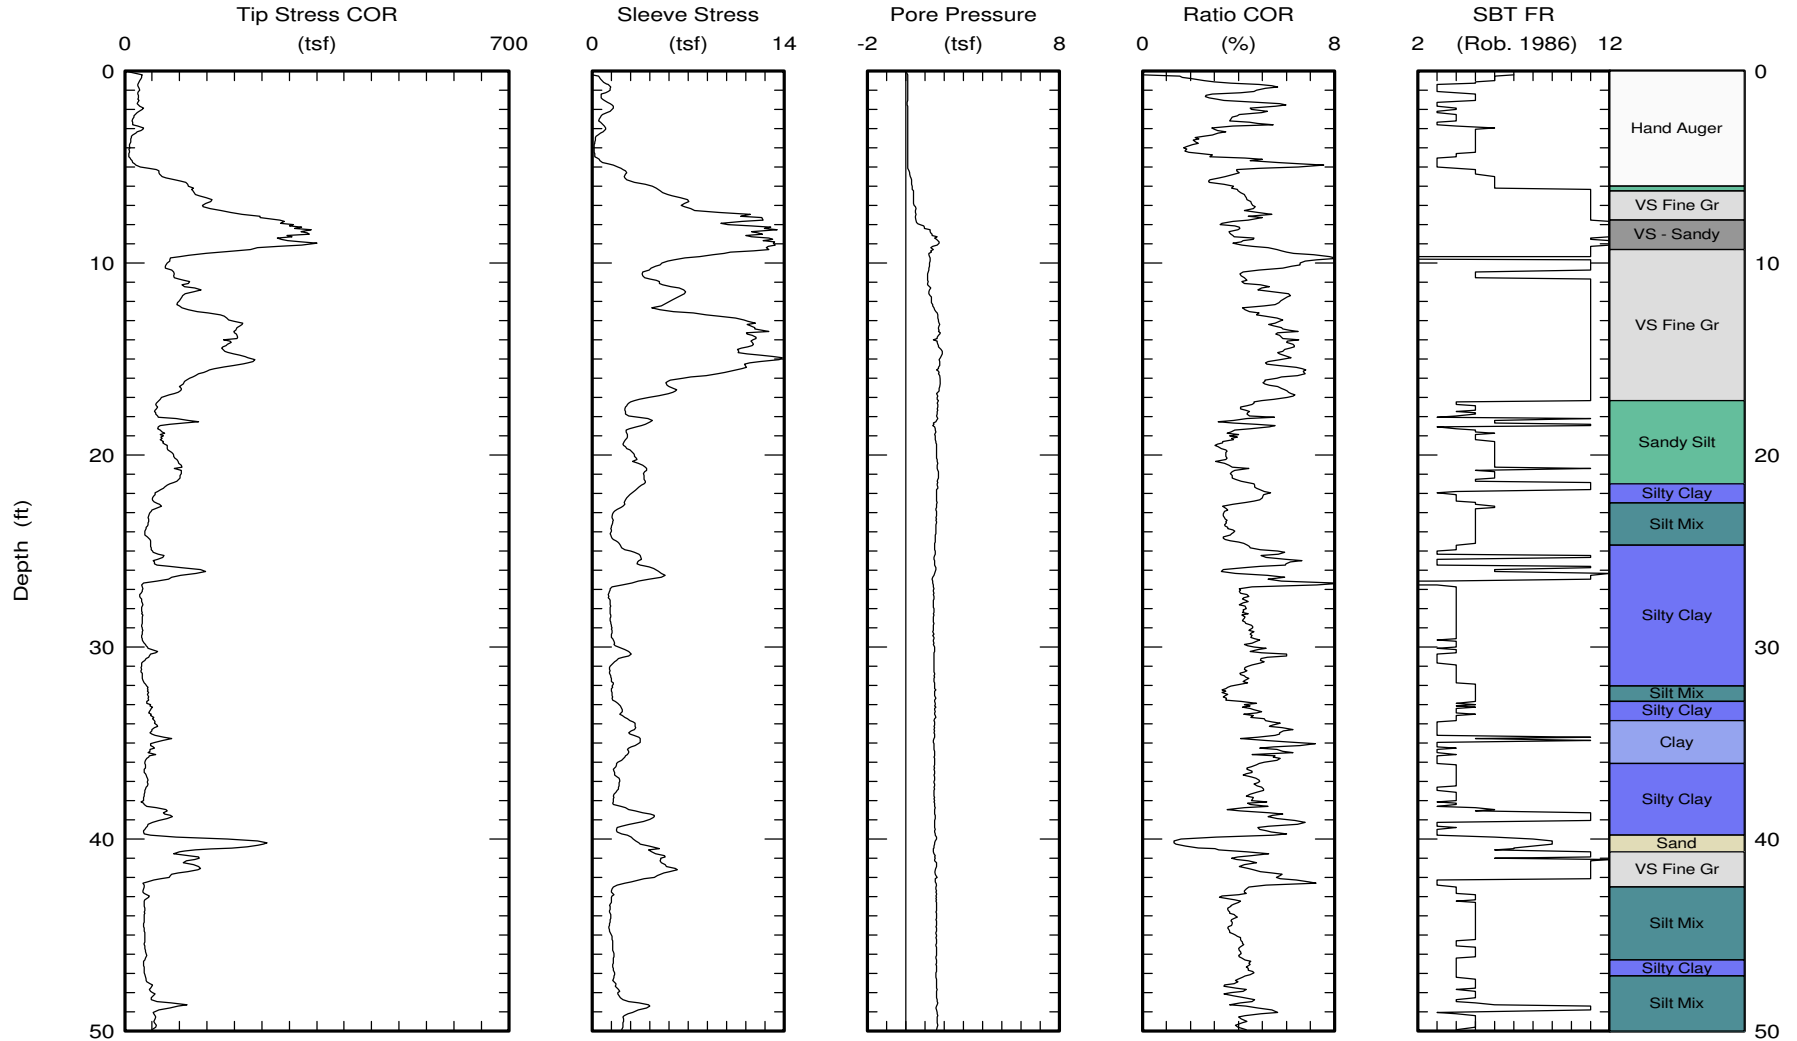 Tip Stress COR Sleeve Stress Pore Pressure Ratio COR SBT FR
0 (tsf) 700 0 (tsf) 14 -2 (tsf) 8 0 (%) 8 2 (Rob. 1986) 12
0 0
Hand Auger
VS Fine Gr
VS - Sandy
10 10
VS Fine Gr
Sandy Silt
20 20
Silty Clay
Silt Mix
Depth (ft)
Silty Clay
30 30
Silt Mix
Silty Clay
Clay
Silty Clay
40 40
Sand
VS Fine Gr
Silt Mix
Silty Clay
Silt Mix
50 50